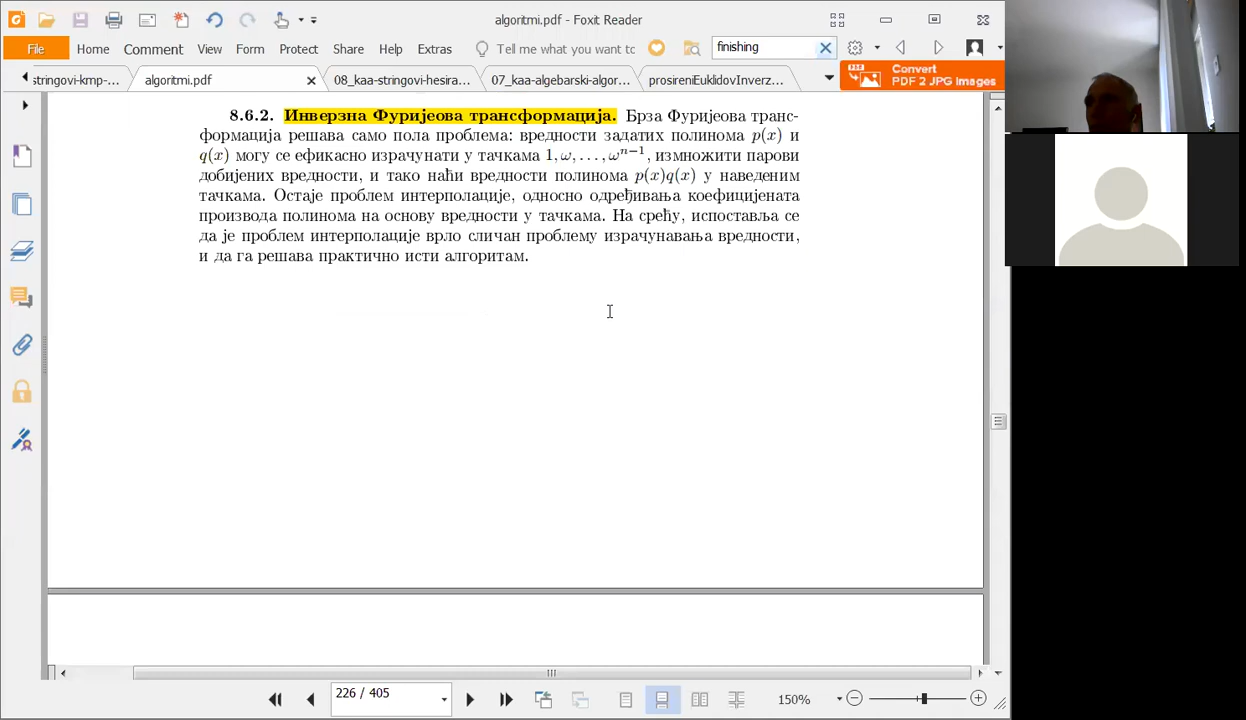 algoritmi.pdf - Foxit Reader
File Home Comment View Form Protect Share Help Extras Tell me what you want to finishing
stringovi-kmp-... algoritmi.pdf 08_kaa-stringovi-hesira... 07_kaa-algebarski-algor... prosireniEuklidovInverz...
Convert
PDF 2 JPG Images
8.6.2. Инверзна Фуријеова трансформација. Брза Фуријеова транс-
формација решава само пола проблема: вредности задатих полинома p(x) и
q(x) могу се ефикасно израчунати у тачкама 1, ω, . . . , ωⁿ⁻¹, измножити парови
добијених вредности, и тако наћи вредности полинома p(x)q(x) у наведеним
тачкама. Остаје проблем интерполације, односно одређивања коефицијената
производа полинома на основу вредности у тачкама. На срећу, испоставља се
да је проблем интерполације врло сличан проблему израчунавања вредности,
и да га решава практично исти алгоритам.
226 / 405
150%